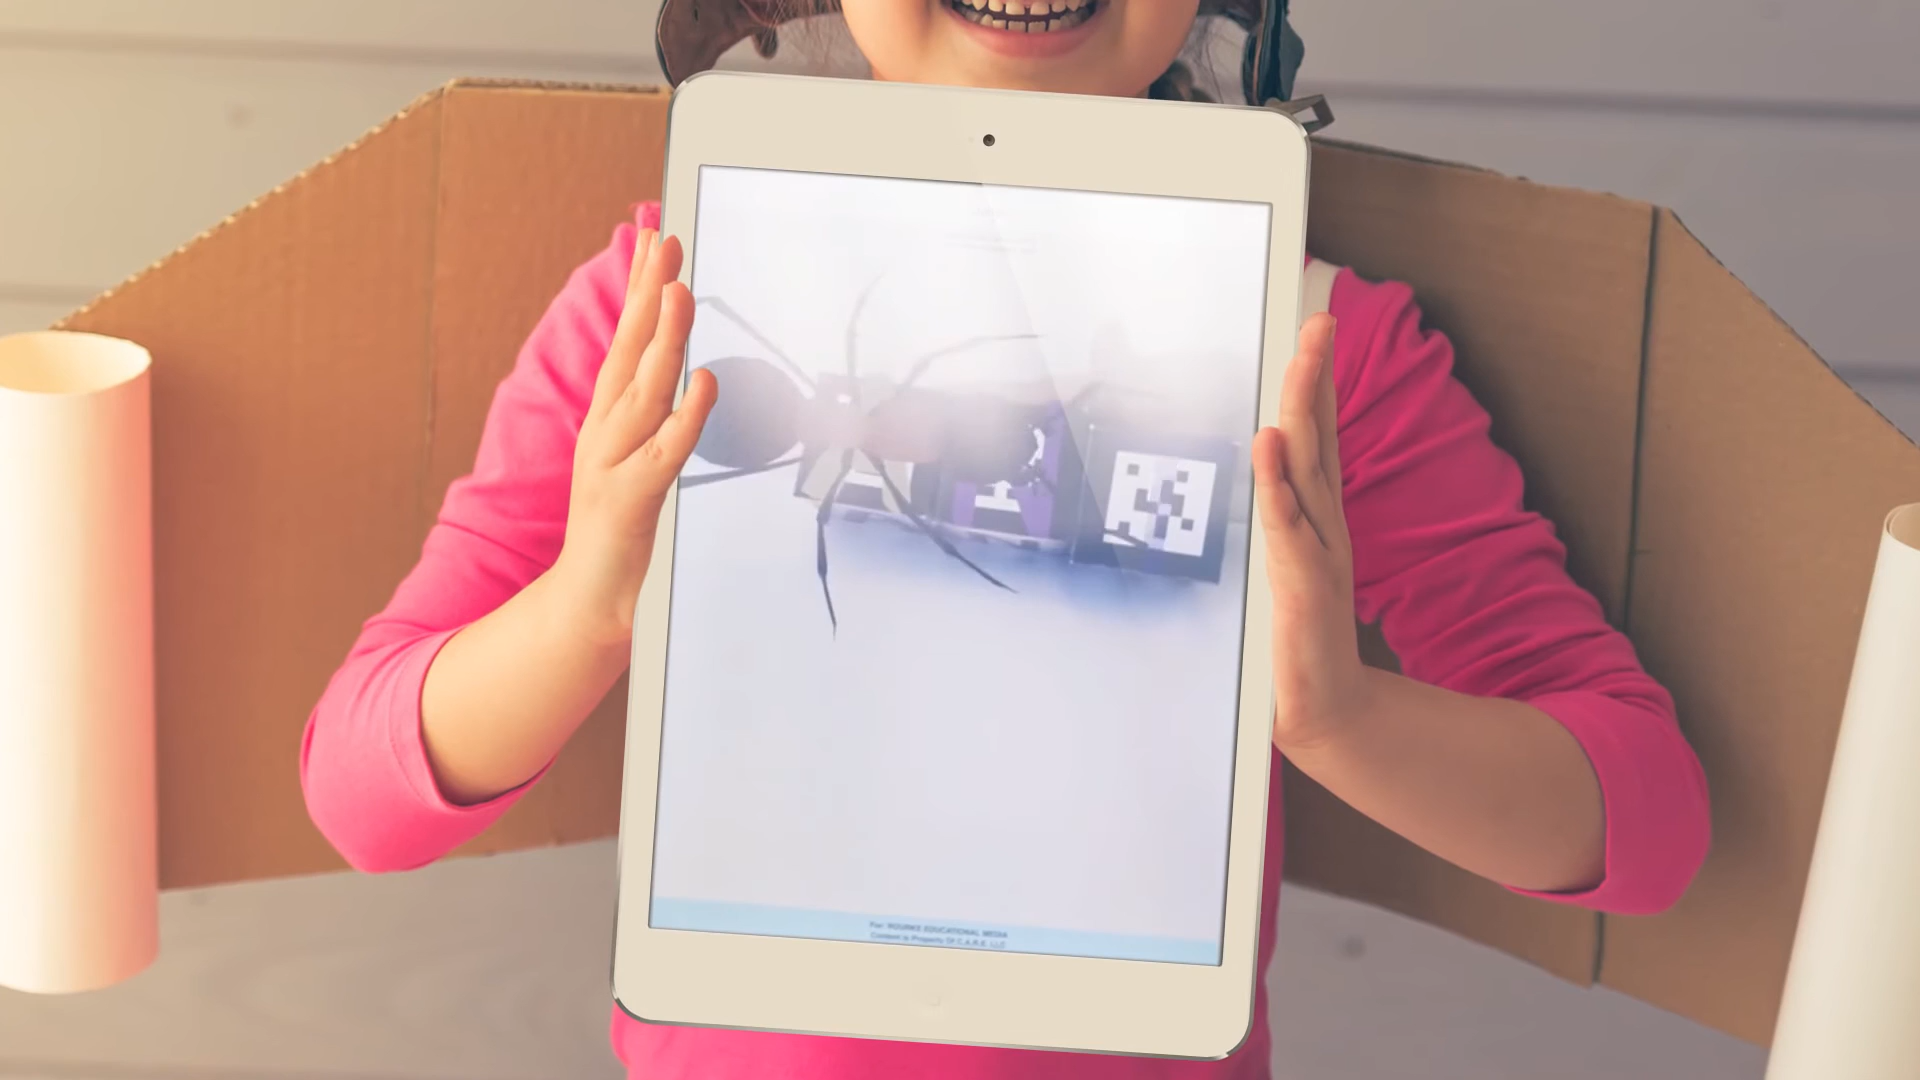 For: ROURKE EDUCATIONAL MEDIA
Content is Property Of C.A.R.E. LLC